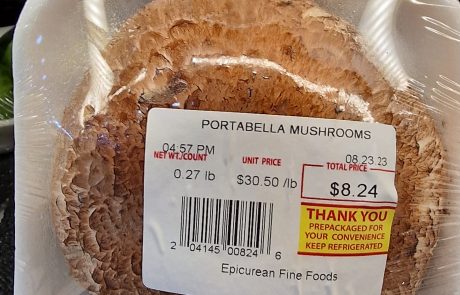 PORTABELLA MUSHROOMS
04:57 PM 08.23.23
NET WT./COUNT UNIT PRICE TOTAL PRICE
0.27 lb $30.50 /lb $8.24
THANK YOU
PREPACKAGED FOR
YOUR CONVENIENCE
KEEP REFRIGERATED
2 04145 00824 6
Epicurean Fine Foods